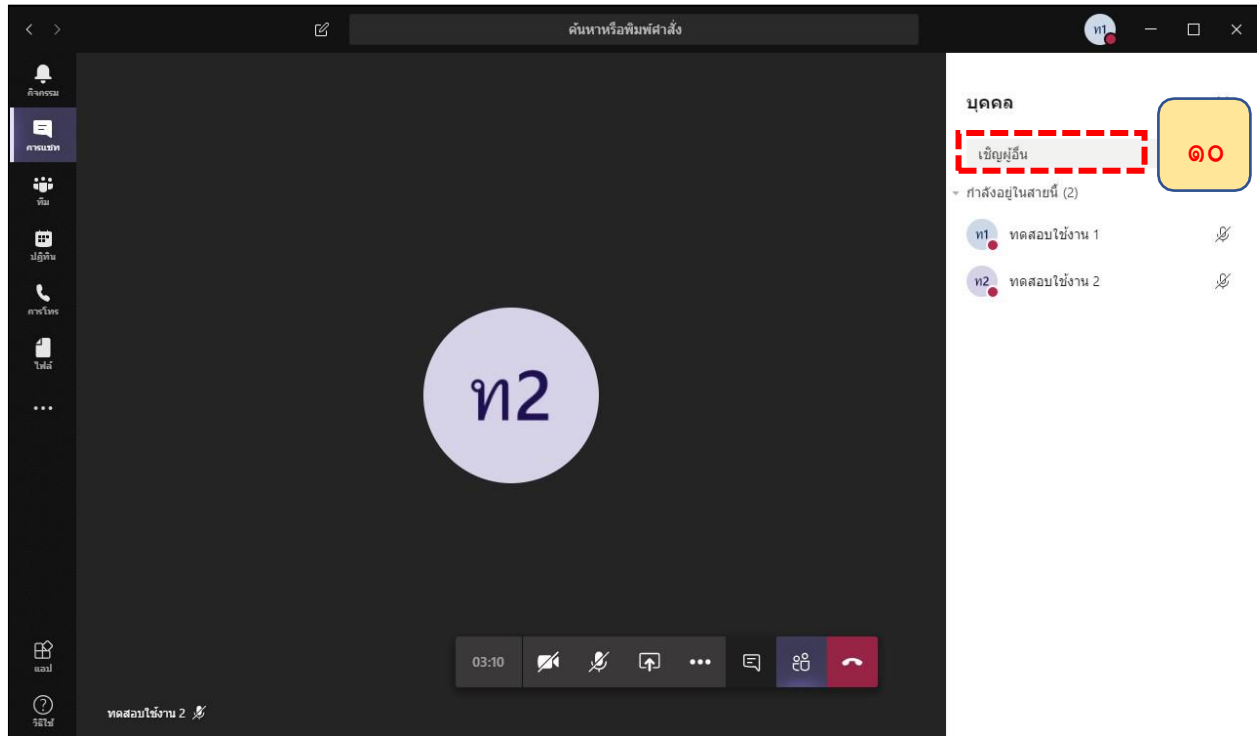 ค้นหาหรือพิมพ์คำสั่ง
ท1
กิจกรรม
การแชท
ทีม
ปฏิทิน
การโทร
ไฟล์
แอป
วิธีใช้
ท2
03:10
ทดสอบใช้งาน 2
บุคคล
เชิญผู้อื่น
๑๐
กำลังอยู่ในสายนี้ (2)
ท1 ทดสอบใช้งาน 1
ท2 ทดสอบใช้งาน 2